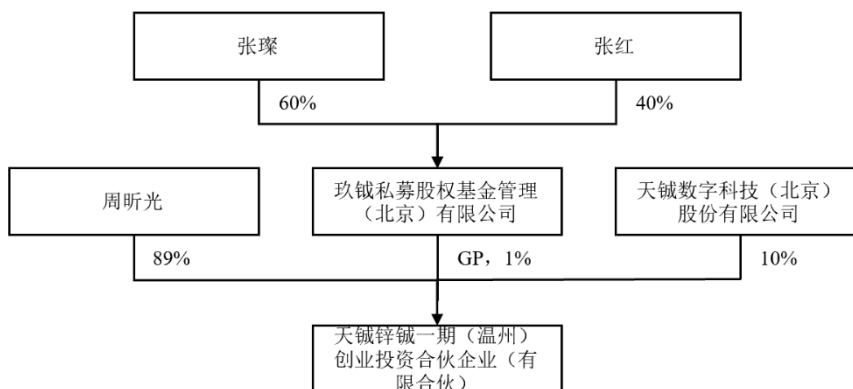 张璨
张红
60%
40%
周昕光
玖钺私募股权基金管理
（北京）有限公司
天铖数字科技（北京）
股份有限公司
89%
GP，1%
10%
天铖锌铖一期（温州）
创业投资合伙企业（有
限合伙）